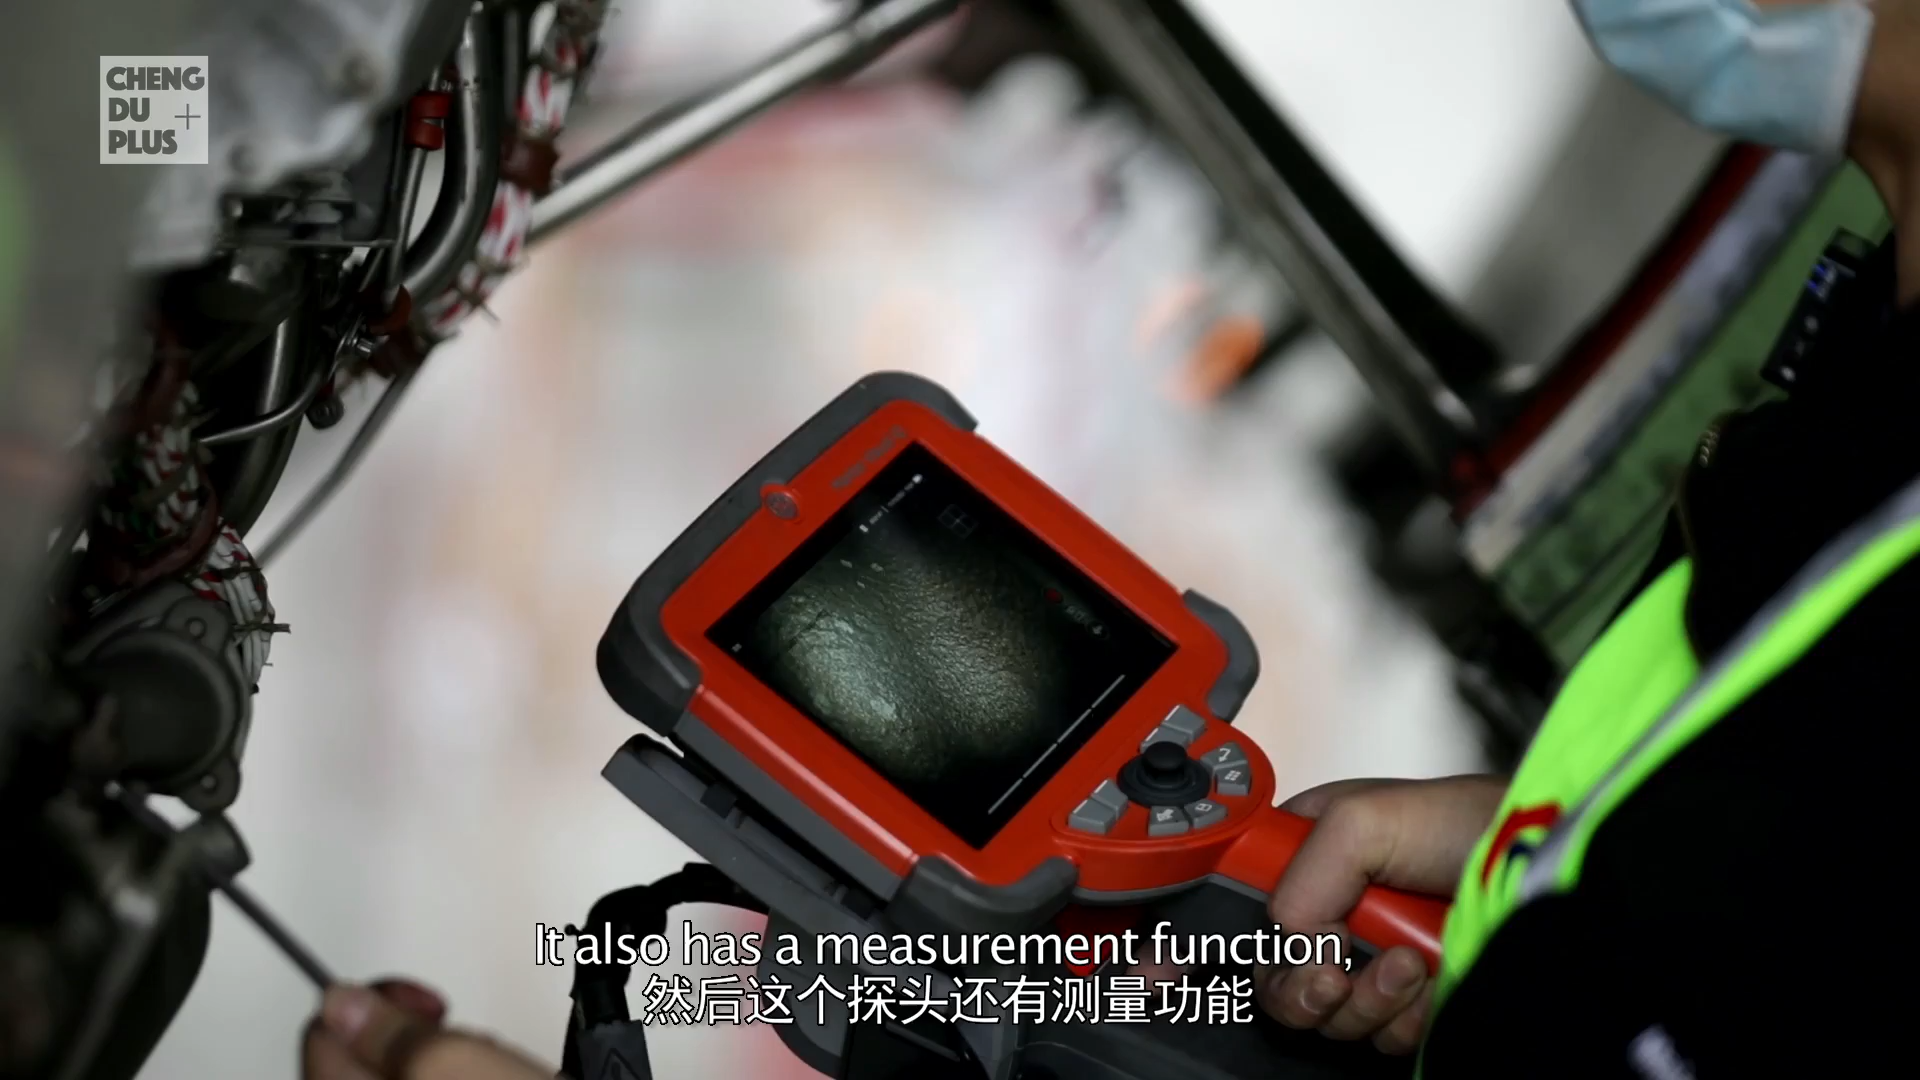 CHENG
DU
PLUS+
It also has a measurement function,
然后这个探头还有测量功能